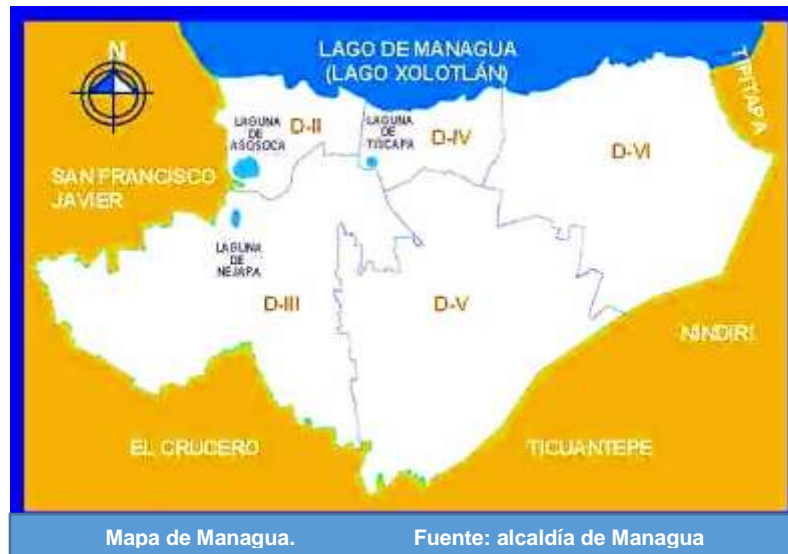 LAGO DE MANAGUA
(LAGO XOLOTLÁN)
N
TIPITAPA
LAGUNA
DE
ASOSOCA
D-II
LAGUNA
DE
TISCAPA
D-IV
D-VI
SAN FRANCISCO
JAVIER
LAGUNA
DE
NEJAPA
D-III
D-V
NINDIRI
EL CRUCERO
TICUANTEPE
Mapa de Managua. Fuente: alcaldía de Managua